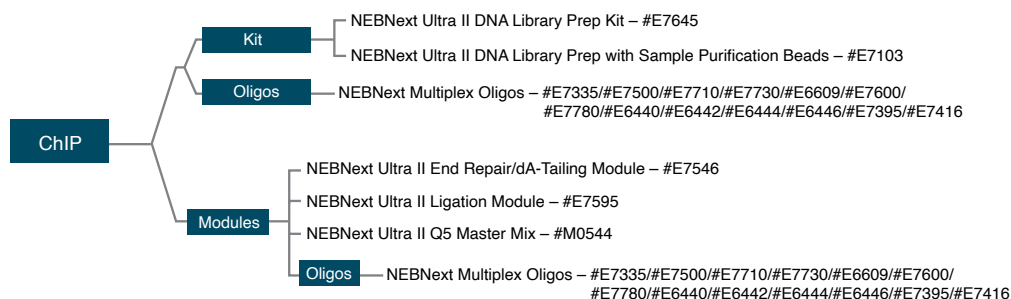 NEBNext Ultra II DNA Library Prep Kit – #E7645
Kit
NEBNext Ultra II DNA Library Prep with Sample Purification Beads – #E7103
Oligos
NEBNext Multiplex Oligos – #E7335/#E7500/#E7710/#E7730/#E6609/#E7600/
#E7780/#E6440/#E6442/#E6444/#E6446/#E7395/#E7416
ChIP
NEBNext Ultra II End Repair/dA-Tailing Module – #E7546
NEBNext Ultra II Ligation Module – #E7595
Modules
NEBNext Ultra II Q5 Master Mix – #M0544
Oligos
NEBNext Multiplex Oligos – #E7335/#E7500/#E7710/#E7730/#E6609/#E7600/
#E7780/#E6440/#E6442/#E6444/#E6446/#E7395/#E7416